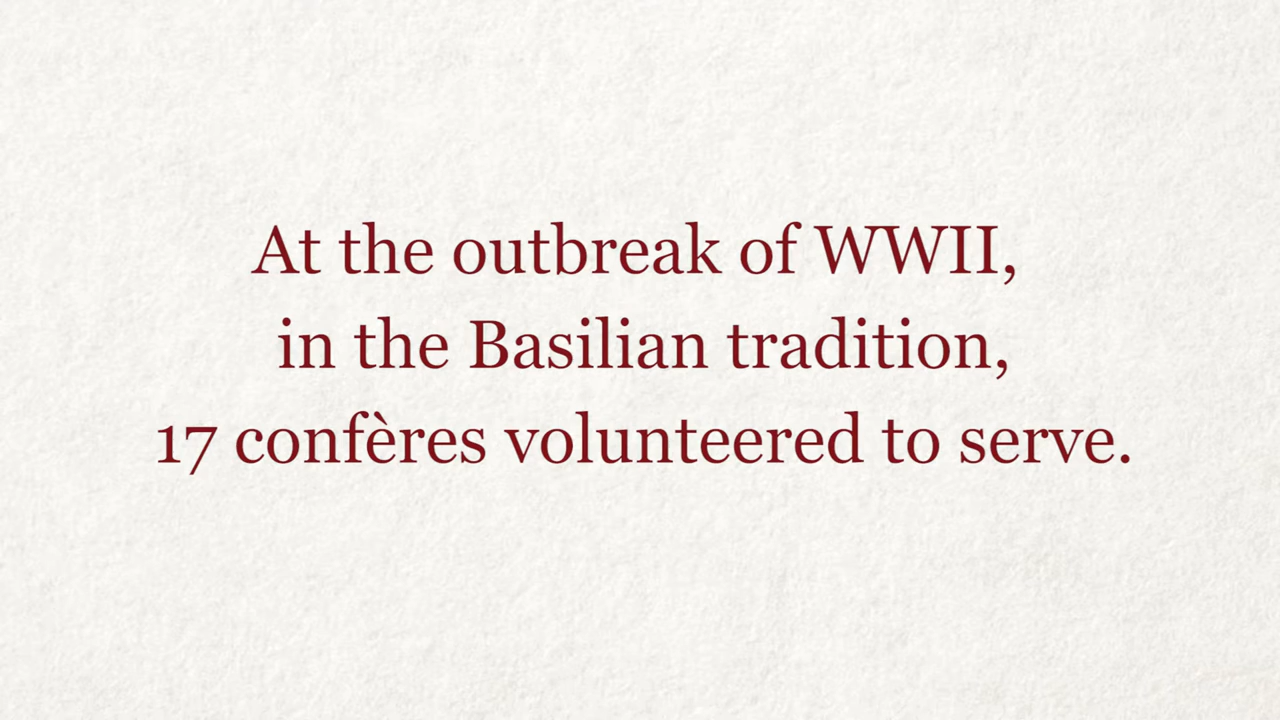 At the outbreak of WWII,
in the Basilian tradition,
17 confères volunteered to serve.